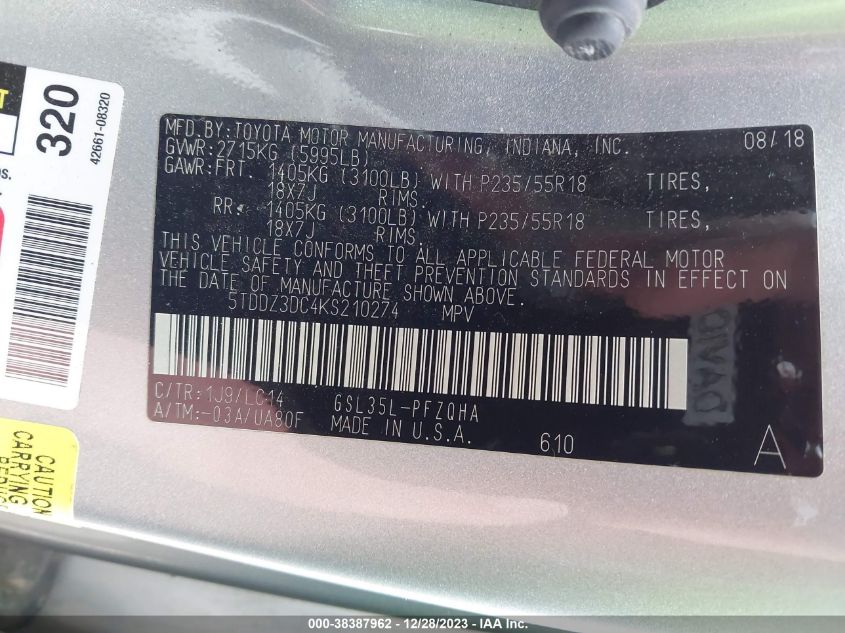 MFD.BY:TOYOTA MOTOR MANUFACTURING, INDIANA, INC. 08/18
GVWR:2715KG (5995LB)
GAWR:FRT. 1405KG (3100LB) WITH P235/55R18 TIRES,
18X7J RIMS.
RR. 1405KG (3100LB) WITH P235/55R18 TIRES,
18X7J RIMS.
THIS VEHICLE CONFORMS TO ALL APPLICABLE FEDERAL MOTOR
VEHICLE SAFETY AND THEFT PREVENTION STANDARDS IN EFFECT ON
THE DATE OF MANUFACTURE SHOWN ABOVE.
5TDDZ3DC4KS210274 MPV
C/TR:1J9/LC14 GSL35L-PFZQHA
A/TM:-03A/UA80F MADE IN U.S.A. 610
A
320
42661-08320
CAUTION
CARRYING
000-38387962 - 12/28/2023 - IAA Inc.